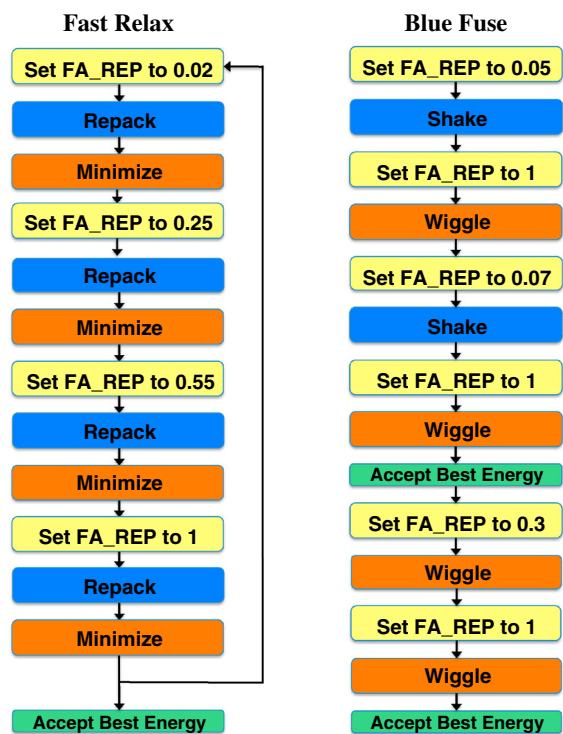 Fast Relax
Set FA_REP to 0.02
Repack
Minimize
Set FA_REP to 0.25
Repack
Minimize
Set FA_REP to 0.55
Repack
Minimize
Set FA_REP to 1
Repack
Minimize
Accept Best Energy
Blue Fuse
Set FA_REP to 0.05
Shake
Set FA_REP to 1
Wiggle
Set FA_REP to 0.07
Shake
Set FA_REP to 1
Wiggle
Accept Best Energy
Set FA_REP to 0.3
Wiggle
Set FA_REP to 1
Wiggle
Accept Best Energy